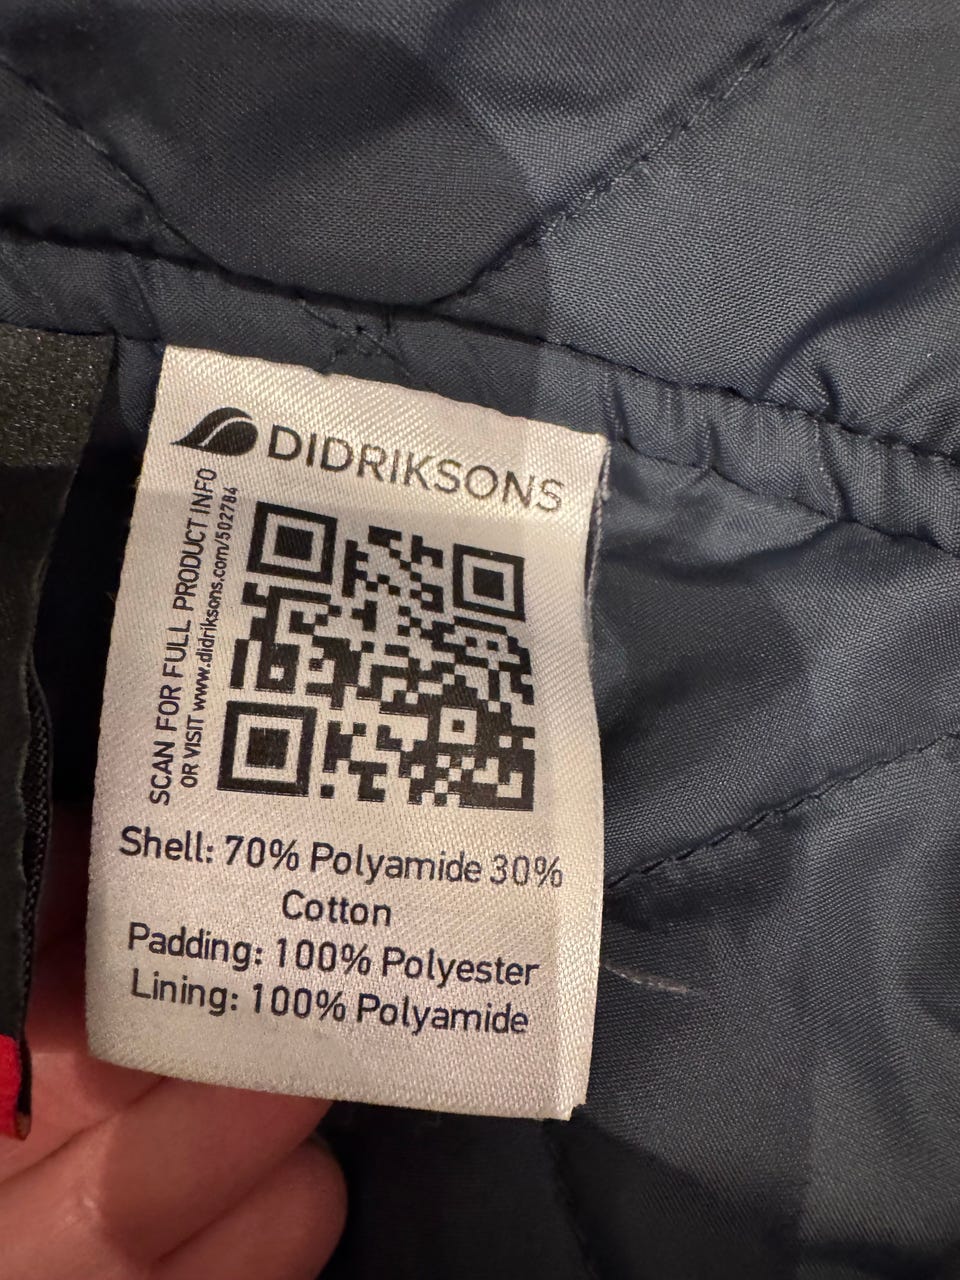 DIDRIKSONS
SCAN FOR FULL PRODUCT INFO
OR VISIT www.didriksons.com/502784
Shell: 70% Polyamide 30%
Cotton
Padding: 100% Polyester
Lining: 100% Polyamide